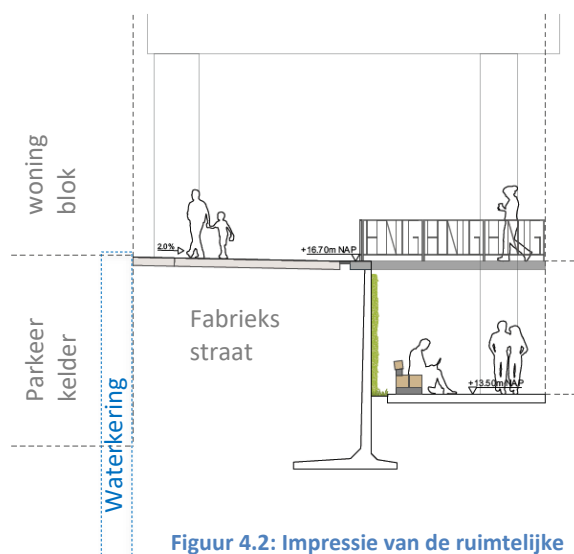 woning
blok
2.0%
+16.70m NAP
HNGHNGHNG
Fabrieks
straat
Parkeer
kelder
+13.50m NAP
Waterkering
Figuur 4.2: Impressie van de ruimtelijke